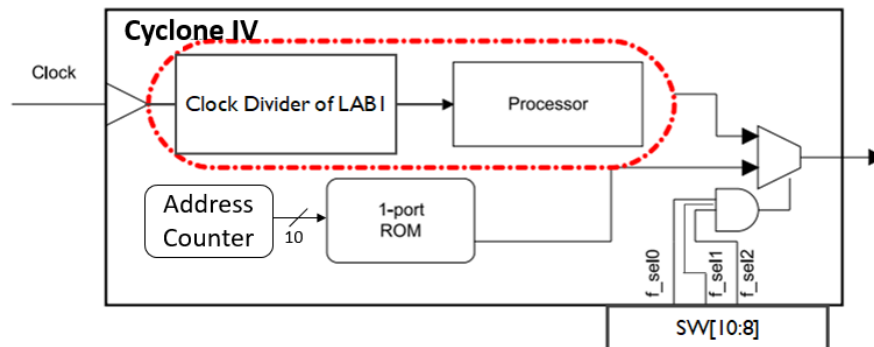 Cyclone IV
Clock
Clock Divider of LAB1
Processor
Address
Counter
10
1-port
ROM
f_sel0
f_sel1
f_sel2
SW[10:8]